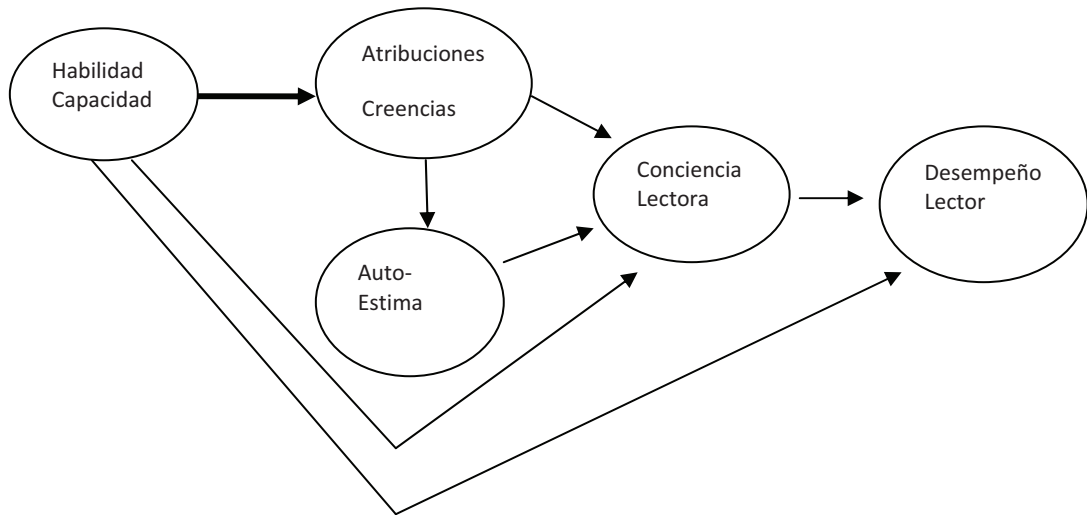 Habilidad
Capacidad
Atribuciones
Creencias
Auto-
Estima
Conciencia
Lectora
Desempeño
Lector